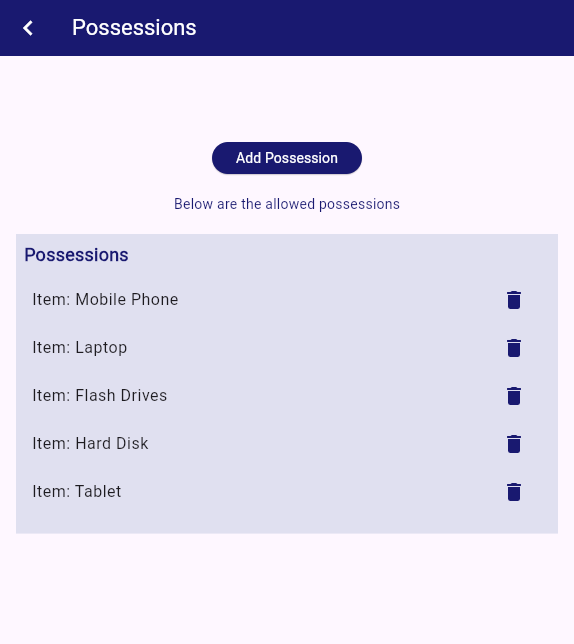 Possessions
Add Possession
Below are the allowed possessions
Possessions
Item: Mobile Phone
Item: Laptop
Item: Flash Drives
Item: Hard Disk
Item: Tablet